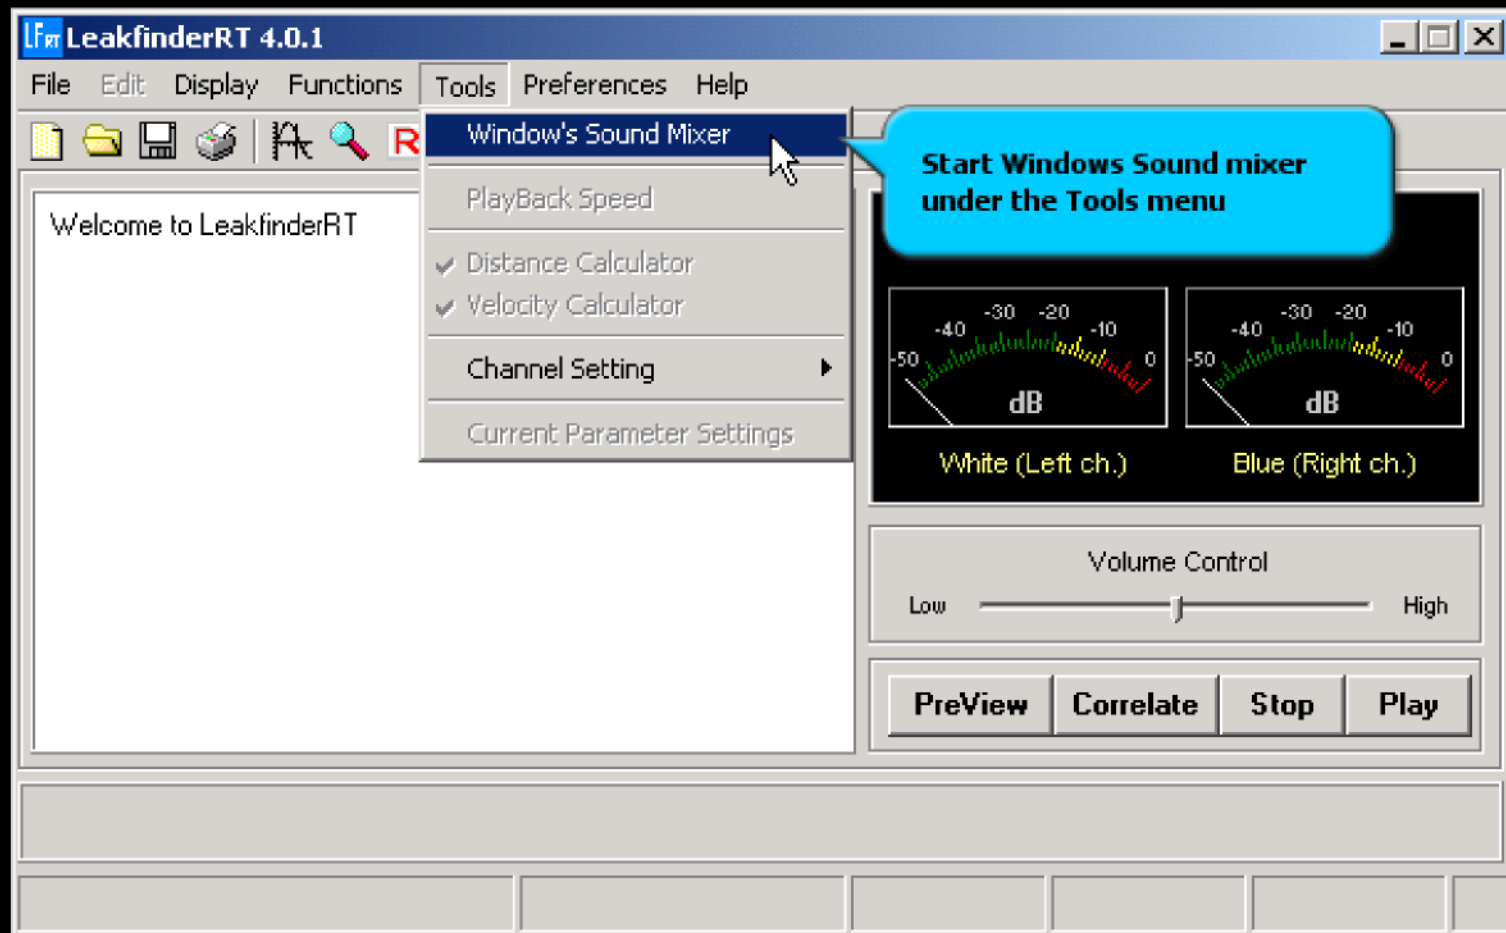 LFRT LeakfinderRT 4.0.1
File Edit Display Functions Tools Preferences Help
R
Window's Sound Mixer
PlayBack Speed
Distance Calculator
Velocity Calculator
Channel Setting
Current Parameter Settings
Start Windows Sound mixer
under the Tools menu
Welcome to LeakfinderRT
-50 -40 -30 -20 -10 0
dB
White (Left ch.)
-50 -40 -30 -20 -10 0
dB
Blue (Right ch.)
Volume Control
Low High
PreView Correlate Stop Play